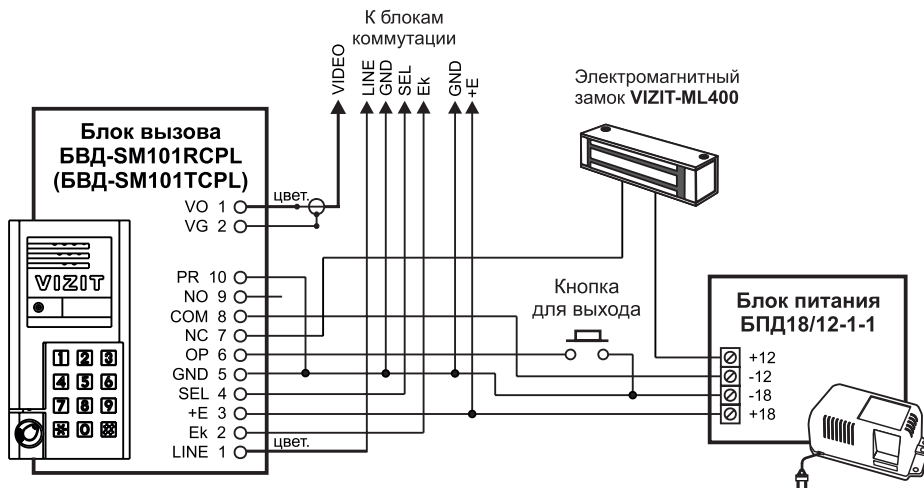 К блокам
коммутации
VIDEO
LINE
GND
SEL
Ek
GND
+E
Электромагнитный
замок VIZIT-ML400
Блок вызова
БВД-SM101RCPL
(БВД-SM101TCPL)
цвет.
VO 1
VG 2
PR 10
NO 9
COM 8
NC 7
OP 6
GND 5
SEL 4
+E 3
Ek 2
LINE 1
цвет.
VIZIT
1 2 3
4 5 6
7 8 9
* 0
Кнопка
для выхода
Блок питания
БПД18/12-1-1
+12
-12
-18
+18